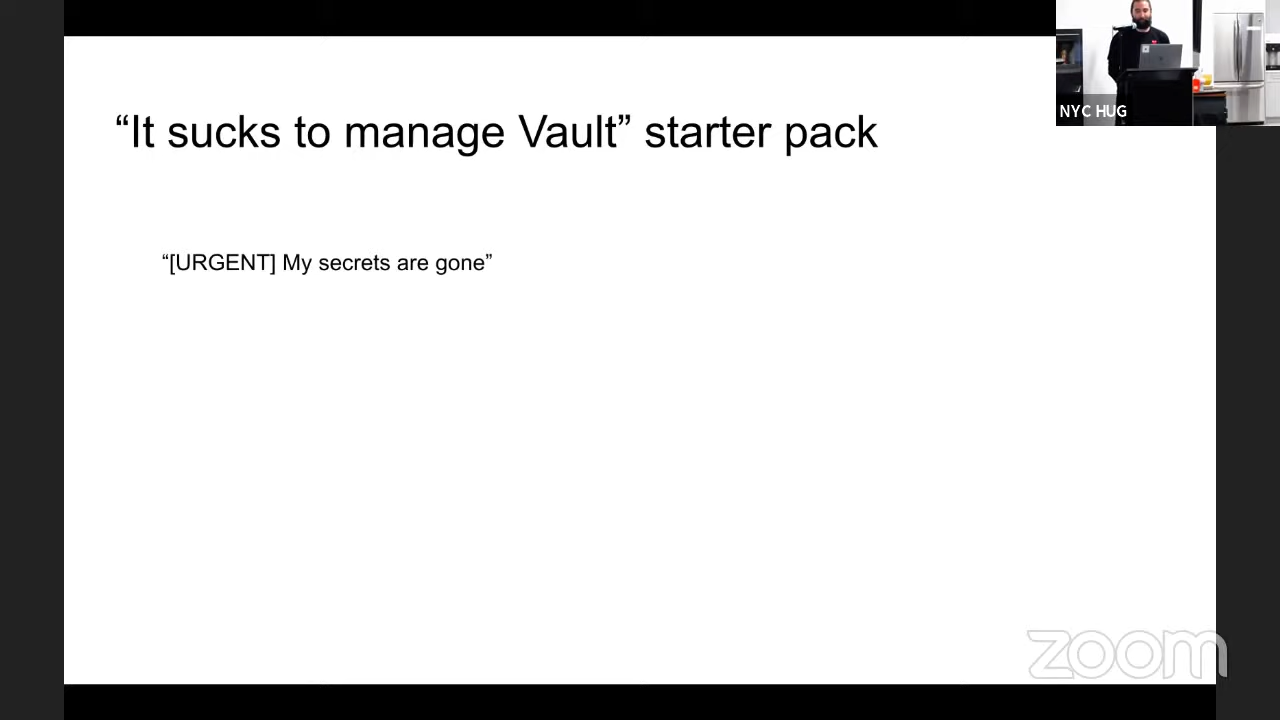 NYC HUG
“It sucks to manage Vault” starter pack
“[URGENT] My secrets are gone”
zoom